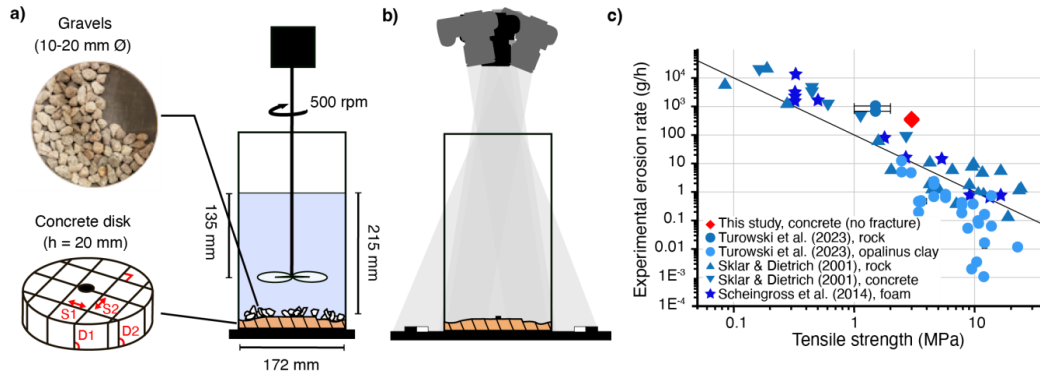 a)
Gravels
(10-20 mm Ø)
500 rpm
135 mm
215 mm
Concrete disk
(h = 20 mm)
S1
S2
D1
D2
172 mm
b)
c)
Experimental erosion rate (g/h)
10⁴
10³
100
10
1
0.1
0.01
1E⁻³
1E⁻⁴
This study, concrete (no fracture)
Turowski et al. (2023), rock
Turowski et al. (2023), opalinus clay
Sklar & Dietrich (2001), rock
Sklar & Dietrich (2001), concrete
Scheingross et al. (2014), foam
0.1
1
10
Tensile strength (MPa)